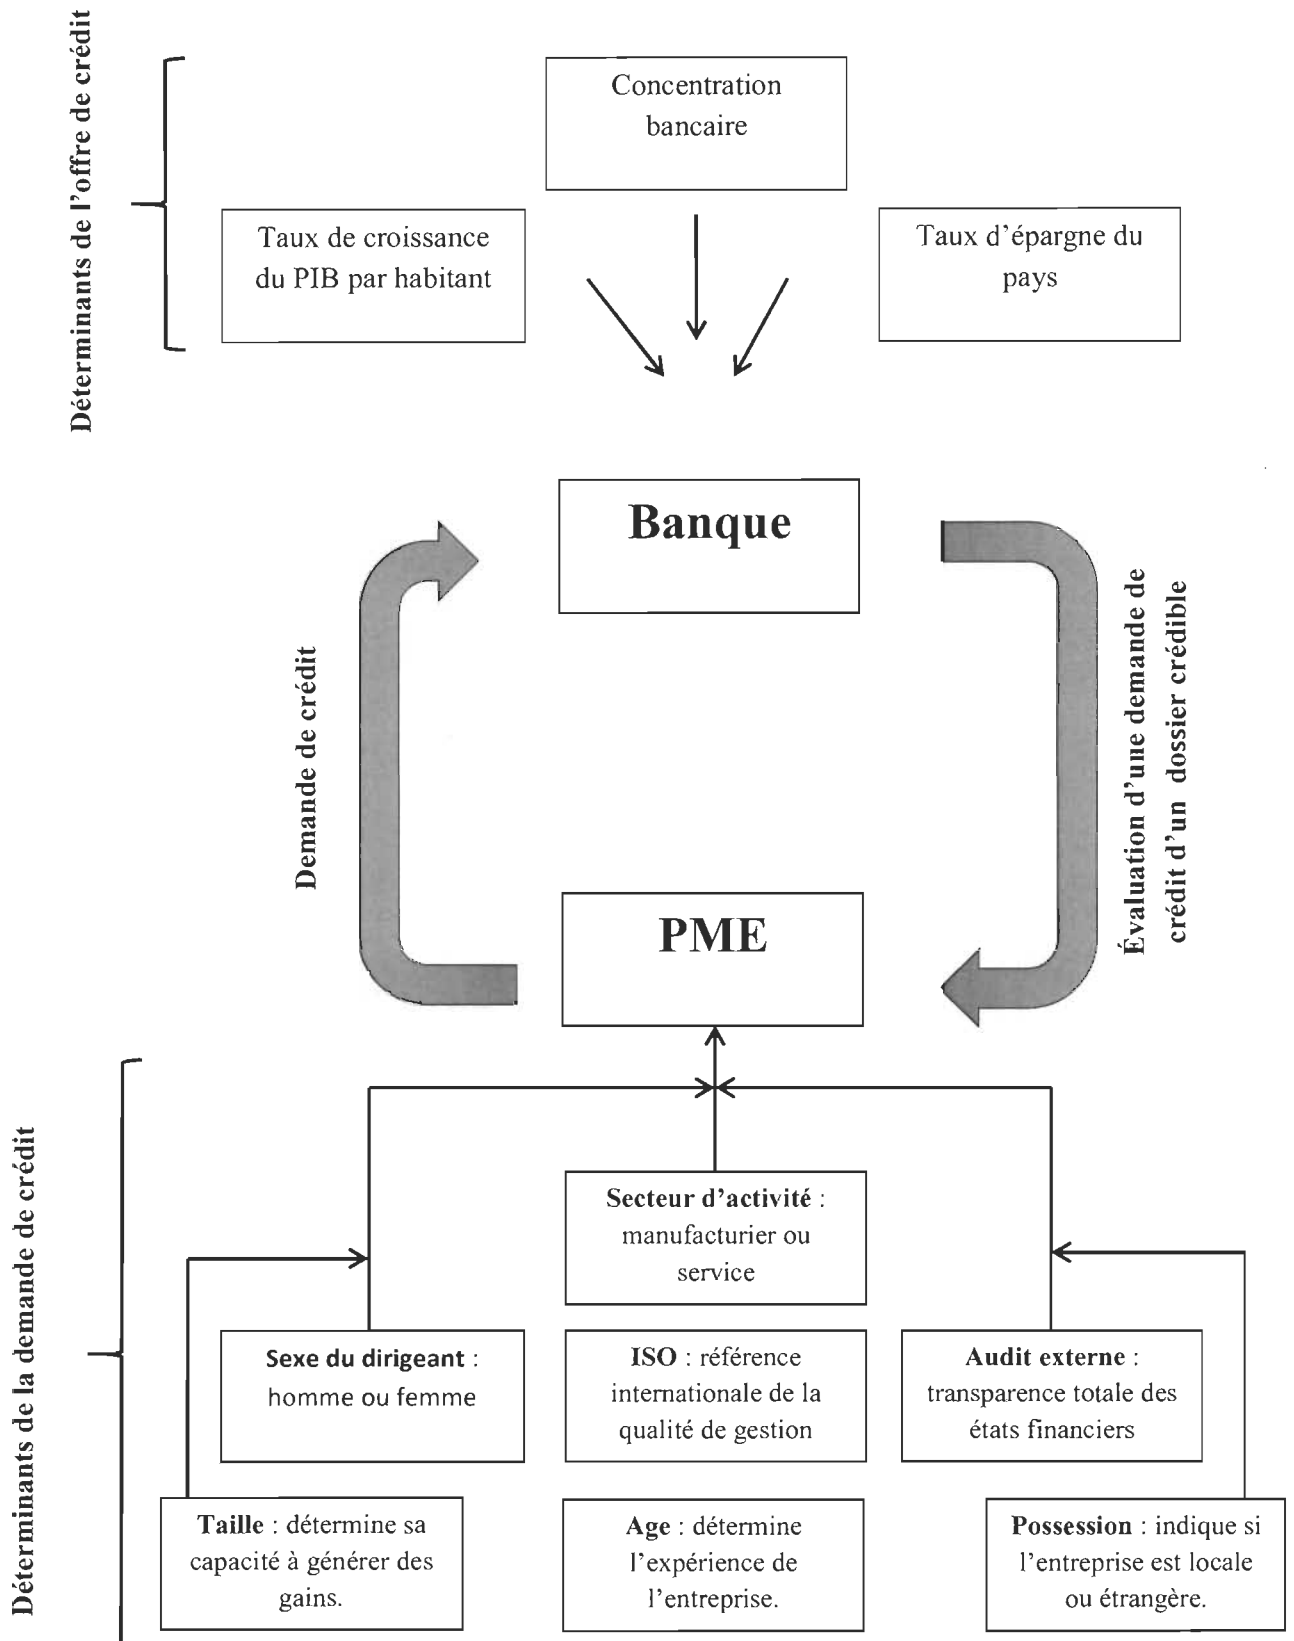 Déterminants de l'offre de crédit
Concentration
bancaire
Taux de croissance
du PIB par habitant
Taux d'épargne du
pays
Banque
Demande de crédit
Évaluation d'une demande de
crédit d'un dossier crédible
PME
Déterminants de la demande de crédit
Secteur d'activité :
manufacturier ou
service
Sexe du dirigeant :
homme ou femme
ISO : référence
internationale de la
qualité de gestion
Audit externe :
transparence totale des
états financiers
Taille : détermine sa
capacité à générer des
gains.
Age : détermine
l'expérience de
l'entreprise.
Possession : indique si
l'entreprise est locale
ou étrangère.